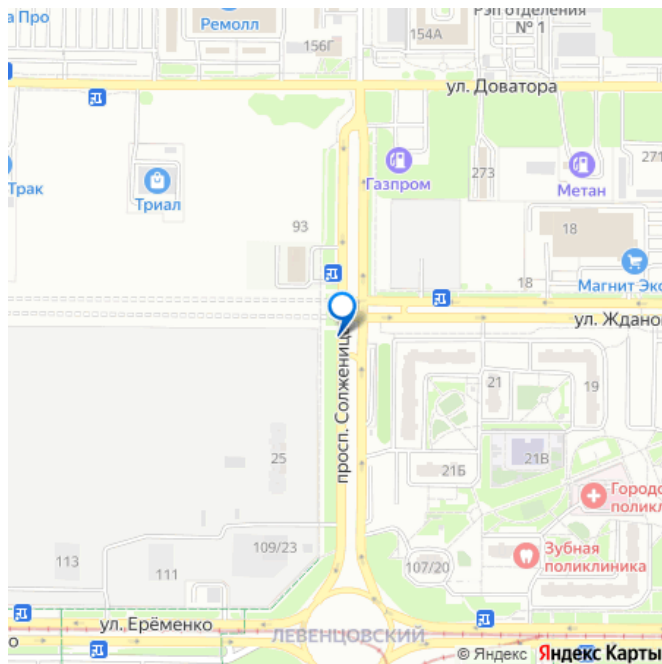 а Про
Ремолл
156Г
154А
РЭП отделения
№ 1
ул. Доватора
Трак
Триал
Газпром
273
Метан
271
93
18
18
Магнит Экс
ул. Ждано
просп. Солжениц
21
19
25
21Б
21В
Городс
поликл
109/23
113
111
107/20
Зубная
поликлиника
ул. Ерёменко
ЛЕВЕНЦОВСКИЙ
о
© Яндекс Яндекс Карты